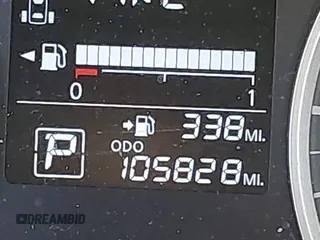 0 1
338 MI.
ODO
P 105828 MI.
DREAMBID